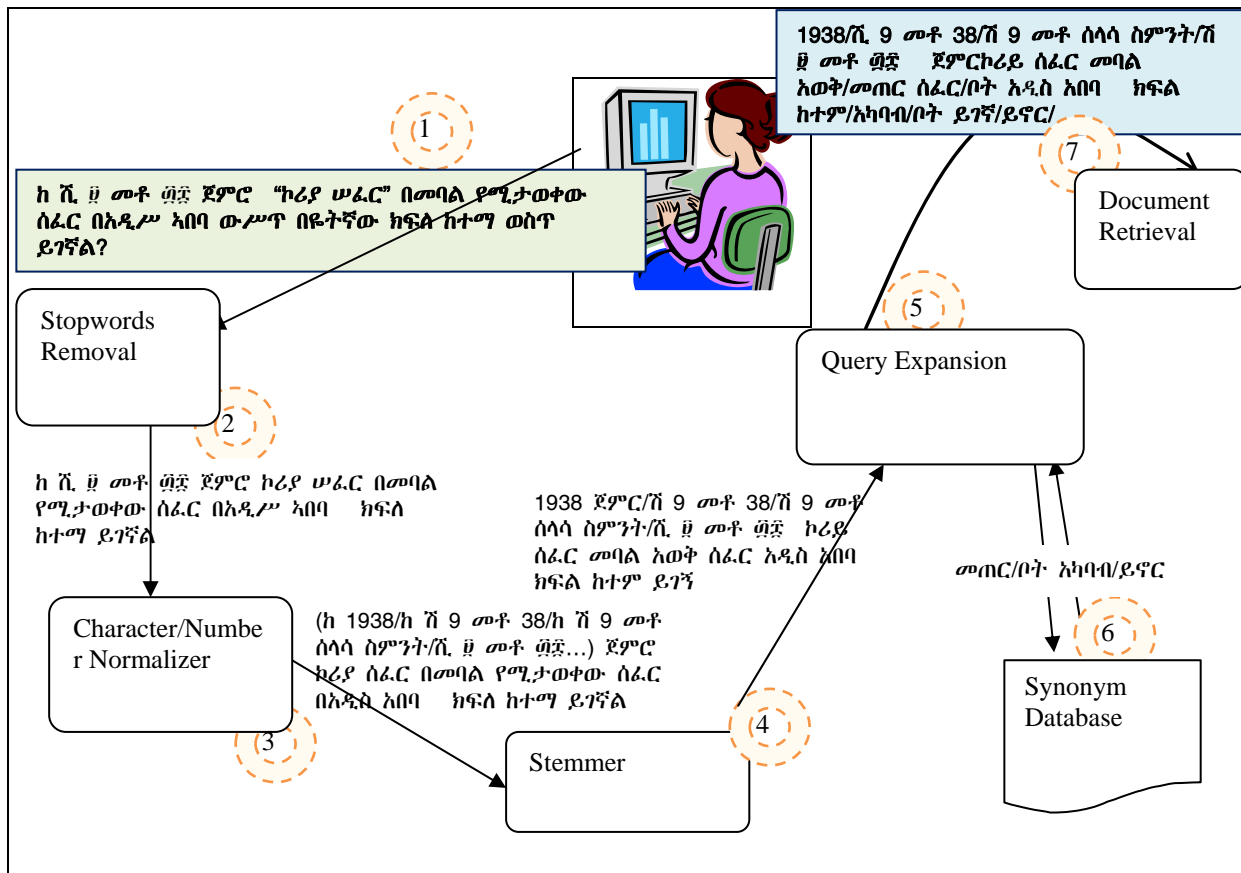 1938/ሺ 9 መቶ 38/ሽ 9 መቶ ሰላሳ ስምንት/ሽ
፱ መቶ ፴፰ ጀምርኮሪይ ሰፈር መባል
አወቅ/መጠር ሰፈር/ቦት አዲስ አበባ ክፍል
ከተም/አካባብ/ቦት ይገኛ/ይኖር/
1
7
ከ ሺ ፱ መቶ ፴፰ ጀምሮ “ኮሪያ ሠፈር” በመባል የሚታወቀው
ሰፈር በአዲሥ ኣበባ ውሥጥ በዬትኛው ክፍለ ከተማ ወስጥ
ይገኛል?
Document
Retrieval
Stopwords
Removal
5
Query Expansion
2
ከ ሺ ፱ መቶ ፴፰ ጀምሮ ኮሪያ ሠፈር በመባል
የሚታወቀው ሰፈር በአዲሥ ኣበባ ክፍለ
ከተማ ይገኛል
1938 ጀምር/ሽ 9 መቶ 38/ሽ 9 መቶ
ሰላሳ ስምንት/ሺ ፱ መቶ ፴፰ ኮሪይ
ሰፈር መባል አወቅ ሰፈር አዲስ አበባ
ክፍል ከተም ይገኝ
መጠር/ቦት አካባብ/ይኖር
Character/Numbe
r Normalizer
(ከ 1938/ከ ሽ 9 መቶ 38/ከ ሽ 9 መቶ
ሰላሳ ስምንት/ሺ ፱ መቶ ፴፰...) ጀምሮ
ኮሪያ ሰፈር በመባል የሚታወቀው ሰፈር
በአዲስ አበባ ክፍለ ከተማ ይገኛል
6
3
4
Stemmer
Synonym
Database